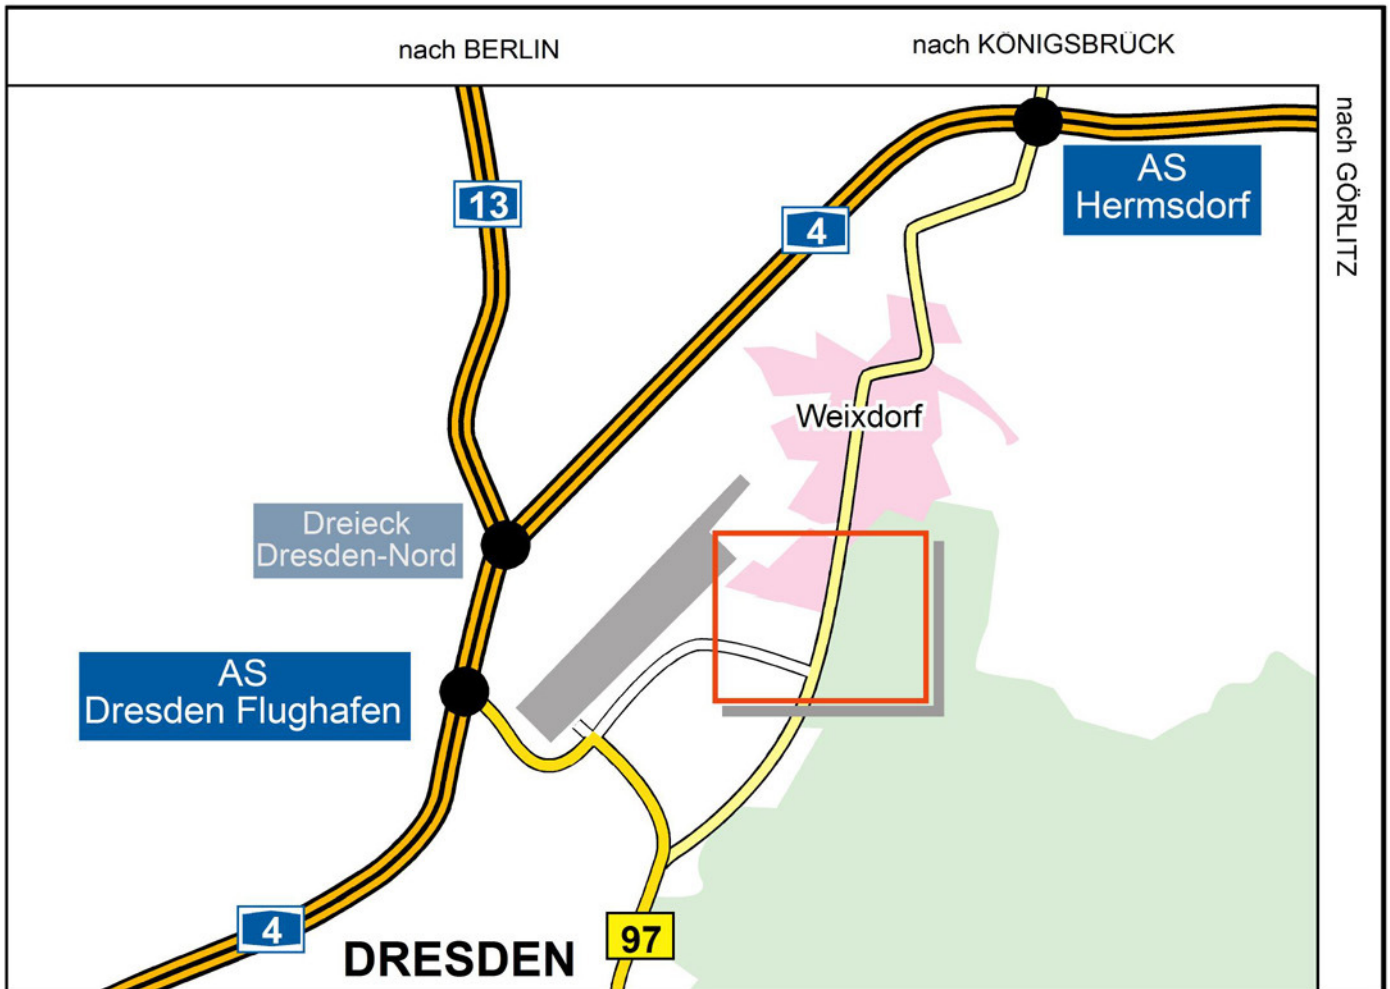 nach BERLIN
nach KÖNIGSBRÜCK
nach GÖRLITZ
AS
Hermsdorf
13
4
Weixdorf
Dreieck
Dresden-Nord
AS
Dresden Flughafen
4
DRESDEN
97